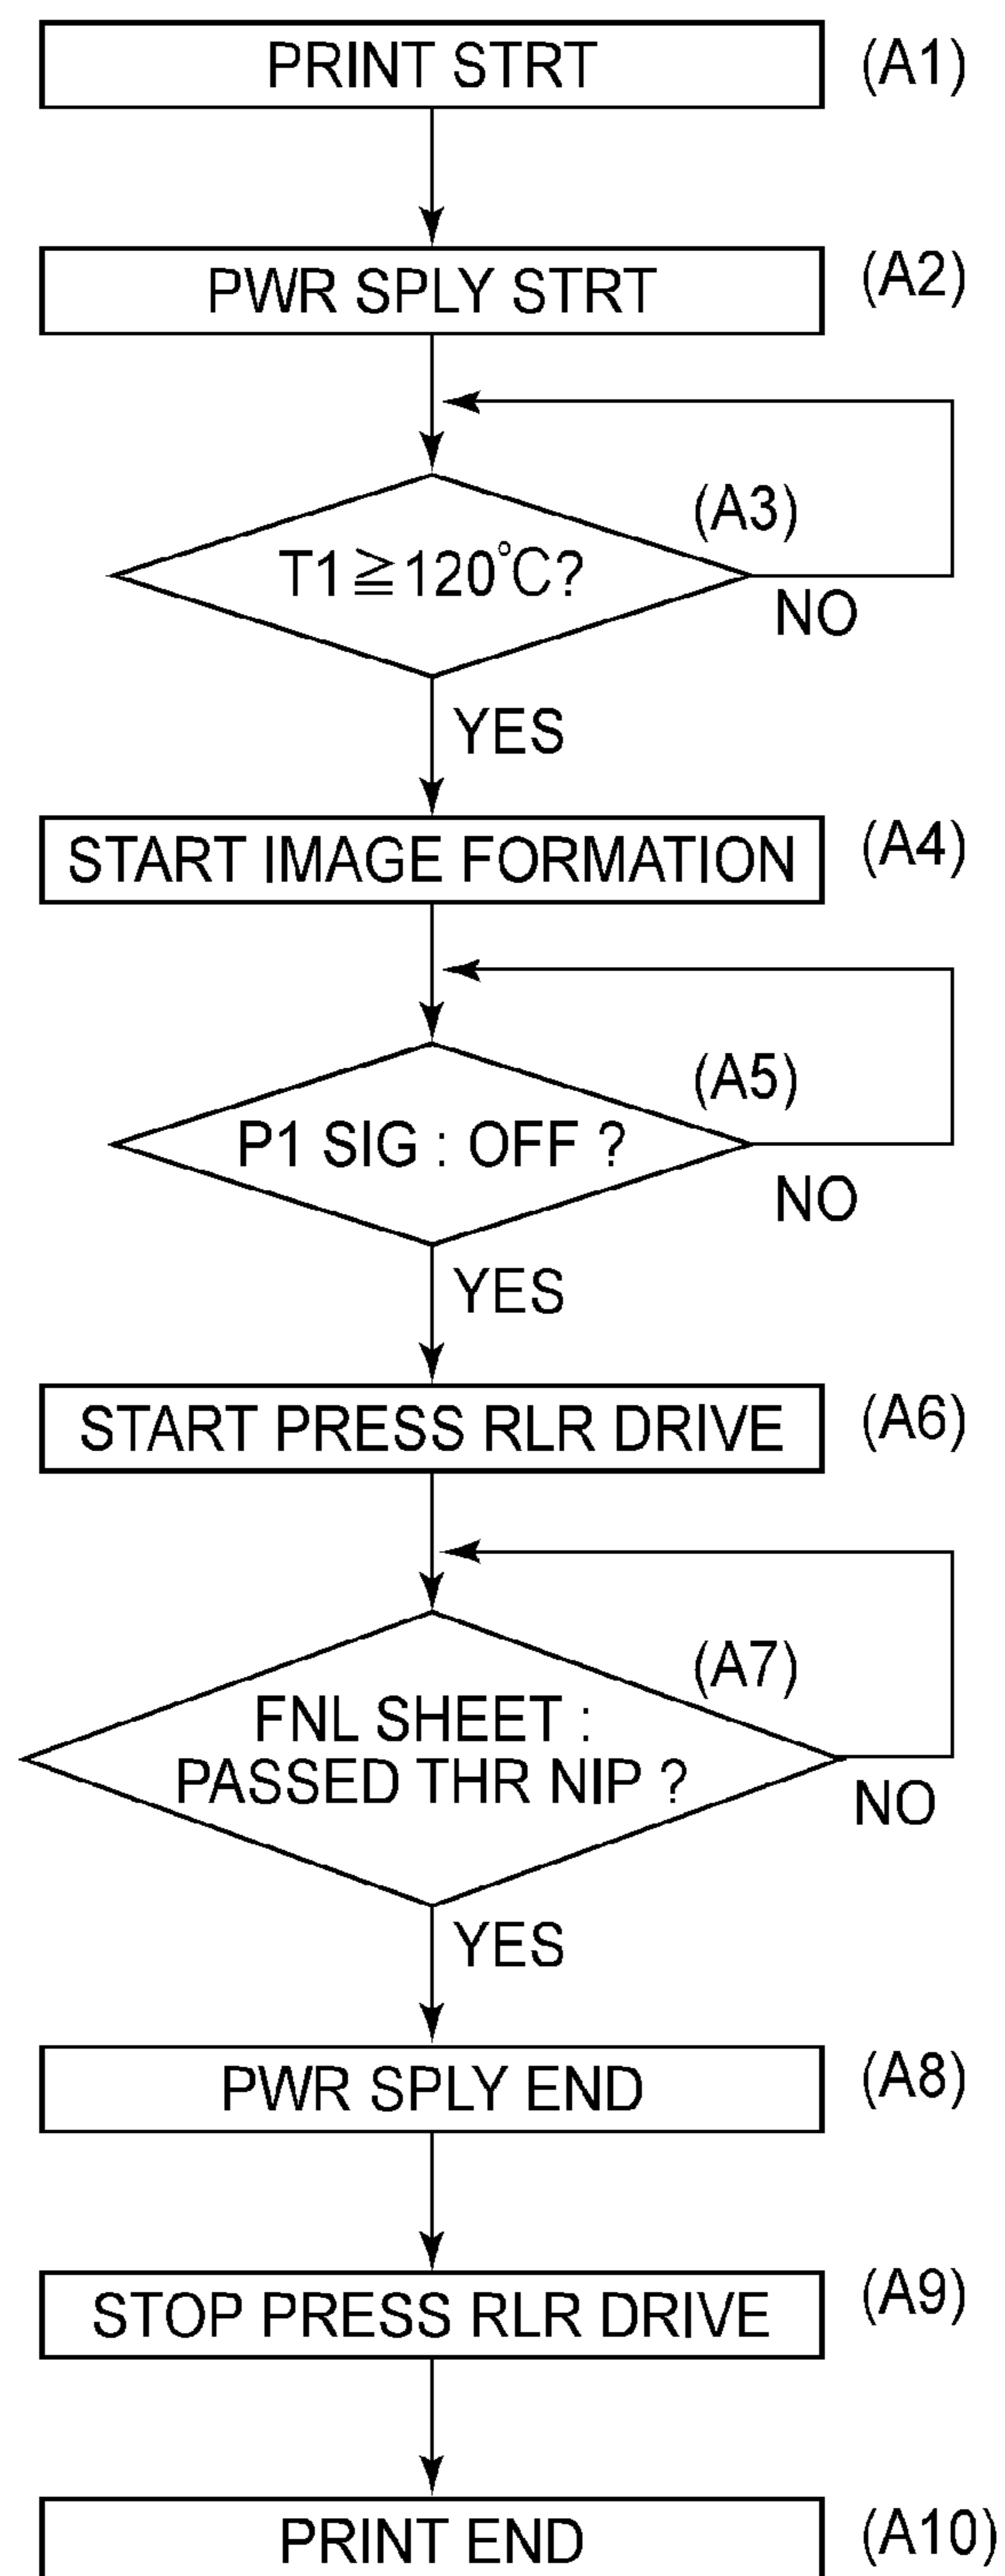 PRINT STRT (A1)
PWR SPLY STRT (A2)
(A3)
T1≧120°C?
NO
YES
START IMAGE FORMATION (A4)
(A5)
P1 SIG : OFF ?
NO
YES
START PRESS RLR DRIVE (A6)
(A7)
FNL SHEET :
PASSED THR NIP ?
NO
YES
PWR SPLY END (A8)
STOP PRESS RLR DRIVE (A9)
PRINT END (A10)